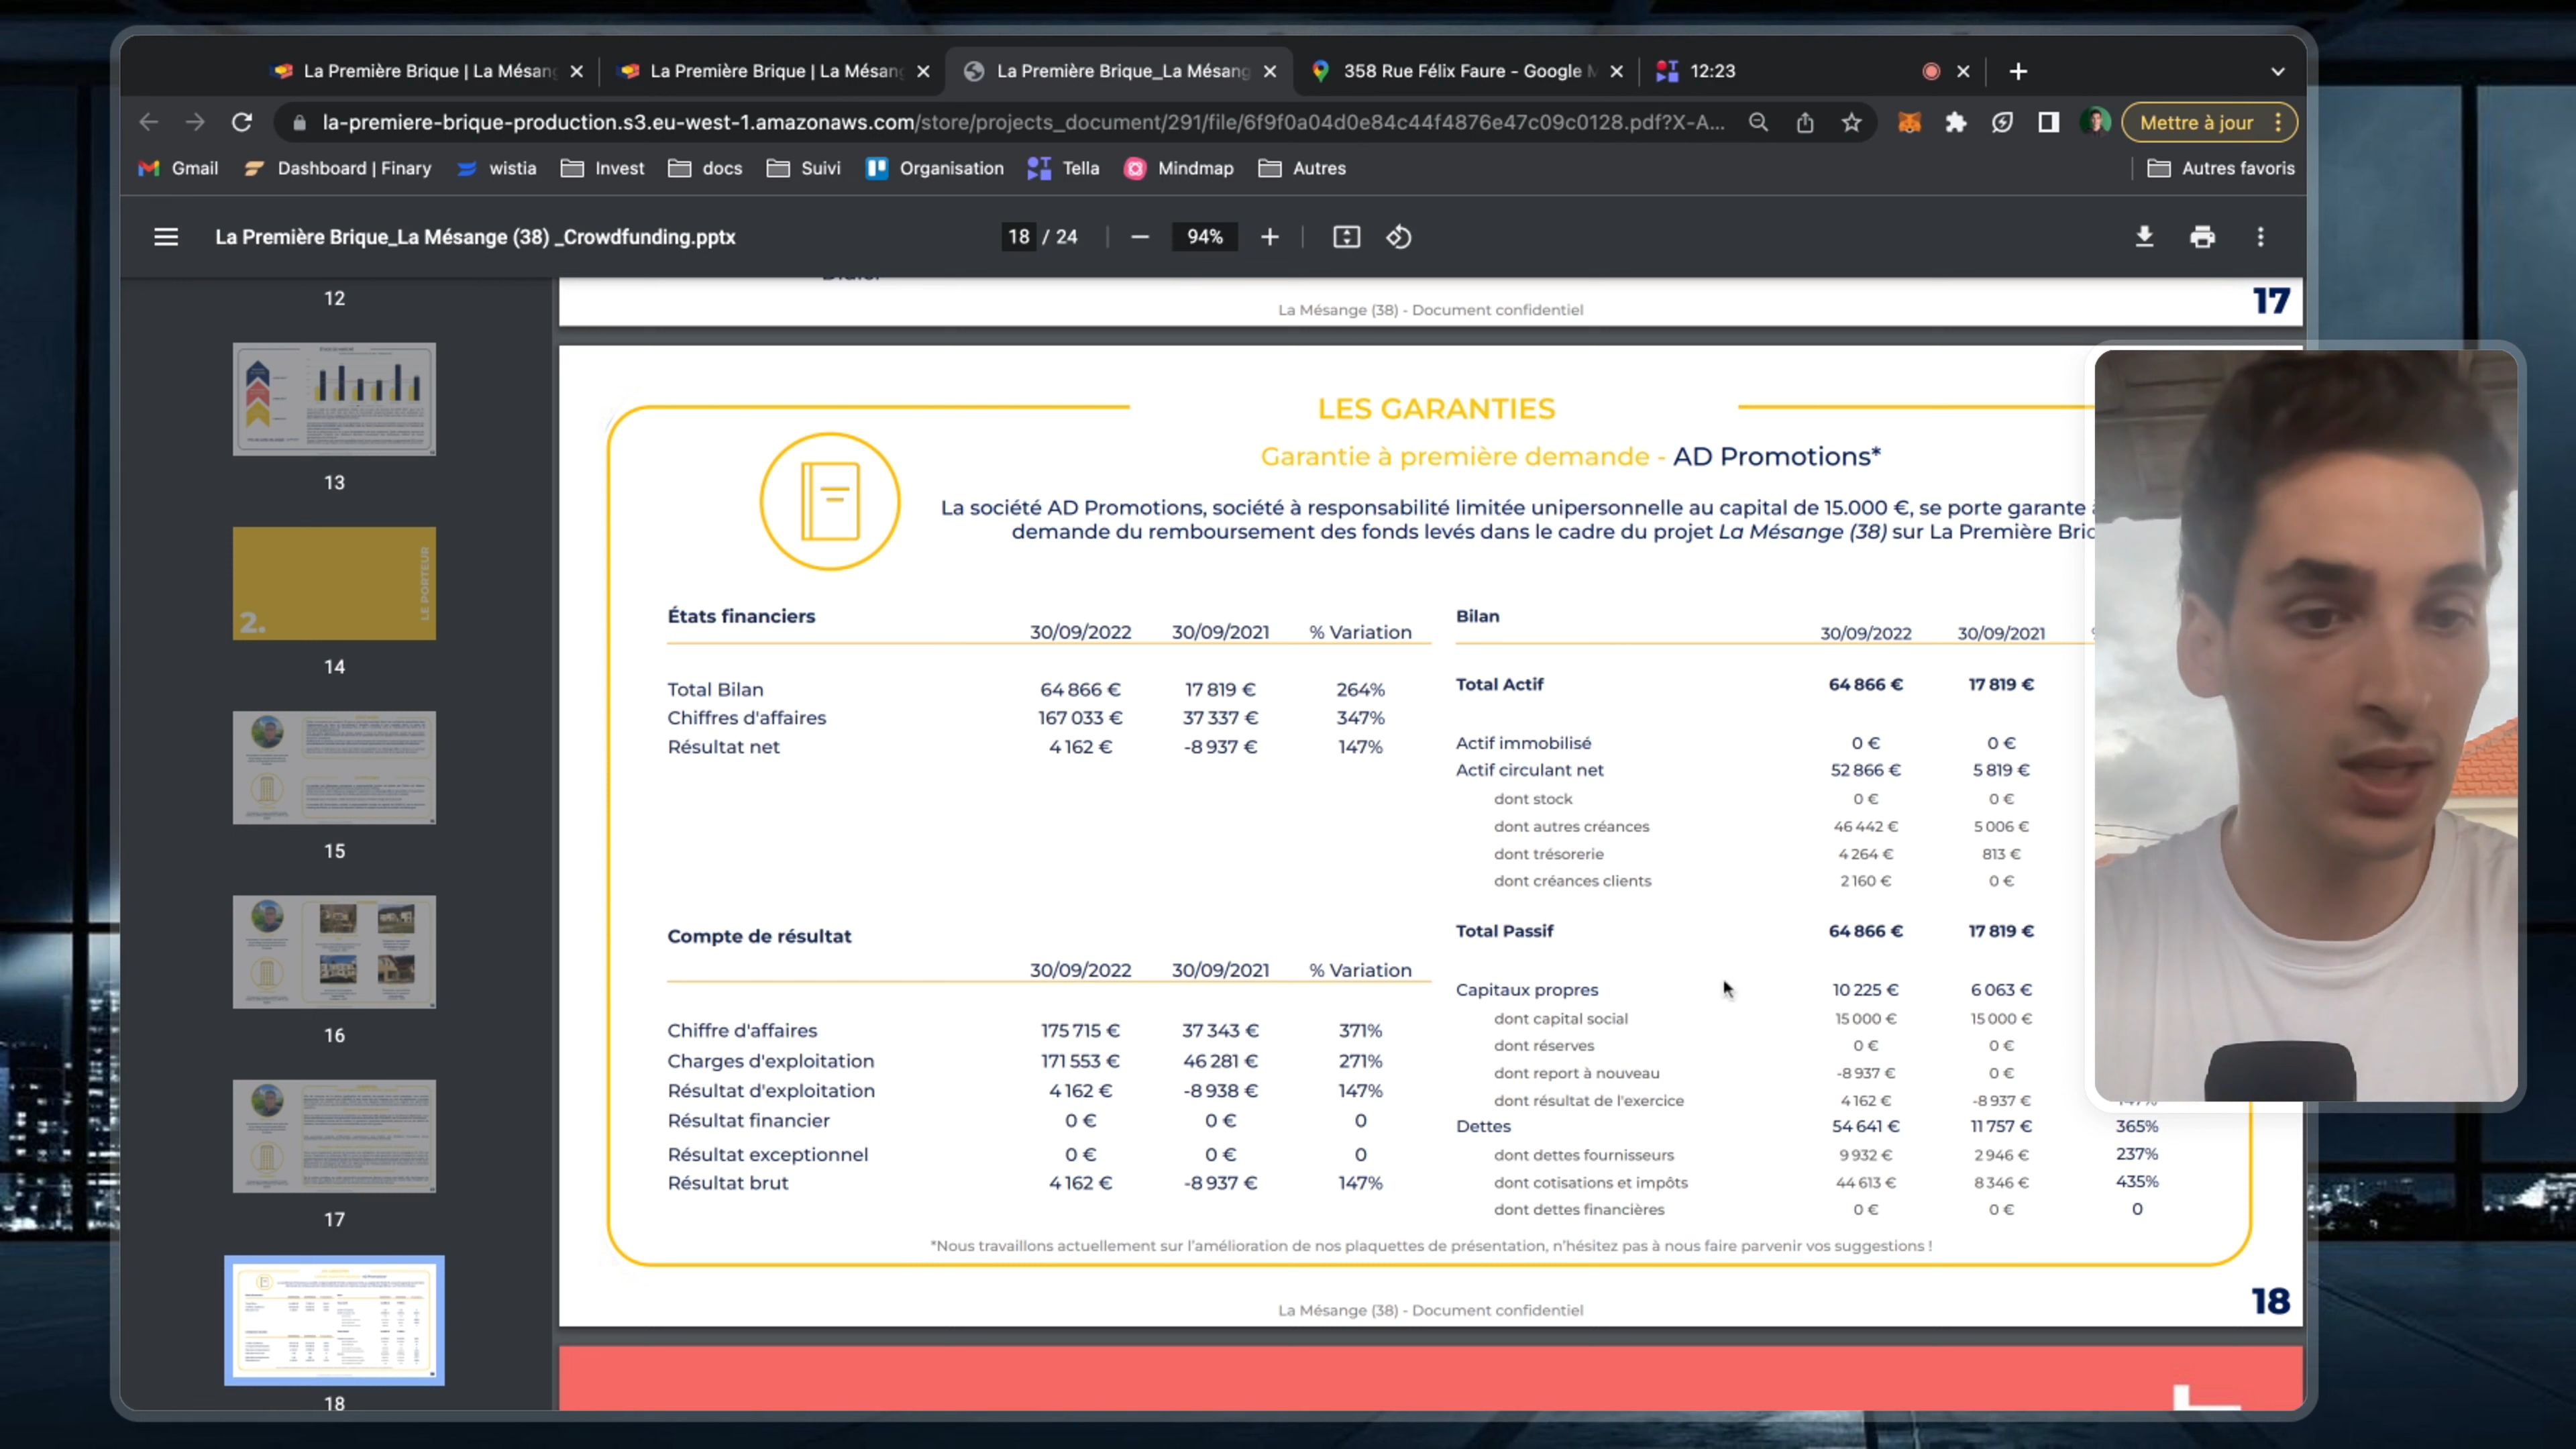 La Première Brique | La Mésang
La Première Brique | La Mésang
La Première Brique_La Mésang
358 Rue Félix Faure - Google M
12:23
la-premiere-brique-production.s3.eu-west-1.amazonaws.com/store/projects_document/291/file/6f9f0a04d0e84c44f4876e47c09c0128.pdf?X-A...
Mettre à jour
Gmail
Dashboard | Finary
wistia
Invest
docs
Suivi
Organisation
Tella
Mindmap
Autres
Autres favoris
La Première Brique_La Mésange (38) _Crowdfunding.pptx
18 / 24
94%
12
13
2.
LE PORTEUR
14
15
16
17
18
La Mésange (38) - Document confidentiel
17
LES GARANTIES
Garantie à première demande - AD Promotions*
La société AD Promotions, société à responsabilité limitée unipersonnelle au capital de 15.000 €, se porte garante
demande du remboursement des fonds levés dans le cadre du projet La Mésange (38) sur La Première Bric
États financiers
30/09/2022 30/09/2021 % Variation
Total Bilan 64 866 € 17 819 € 264%
Chiffres d'affaires 167 033 € 37 337 € 347%
Résultat net 4 162 € -8 937 € 147%
Compte de résultat
30/09/2022 30/09/2021 % Variation
Chiffre d'affaires 175 715 € 37 343 € 371%
Charges d'exploitation 171 553 € 46 281 € 271%
Résultat d'exploitation 4 162 € -8 938 € 147%
Résultat financier 0 € 0 € 0
Résultat exceptionnel 0 € 0 € 0
Résultat brut 4 162 € -8 937 € 147%
Bilan
30/09/2022 30/09/2021
Total Actif 64 866 € 17 819 €
Actif immobilisé 0 € 0 €
Actif circulant net 52 866 € 5 819 €
dont stock 0 € 0 €
dont autres créances 46 442 € 5 006 €
dont trésorerie 4 264 € 813 €
dont créances clients 2 160 € 0 €
Total Passif 64 866 € 17 819 €
Capitaux propres 10 225 € 6 063 €
dont capital social 15 000 € 15 000 €
dont réserves 0 € 0 €
dont report à nouveau -8 937 € 0 €
dont résultat de l'exercice 4 162 € -8 937 €
Dettes 54 641 € 11 757 € 365%
dont dettes fournisseurs 9 932 € 2 946 € 237%
dont cotisations et impôts 44 613 € 8 346 € 435%
dont dettes financières 0 € 0 € 0
*Nous travaillons actuellement sur l'amélioration de nos plaquettes de présentation, n'hésitez pas à nous faire parvenir vos suggestions !
La Mésange (38) - Document confidentiel
18